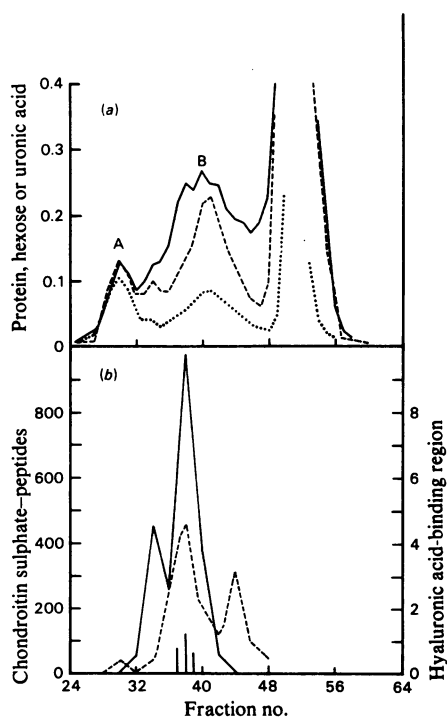 (a)
Protein, hexose or uronic acid
0.4
0.3
0.2
0.1
0
A
B
(b)
Chondroitin sulphate–peptides
800
600
400
200
0
Hyaluronic acid-binding region
8
6
4
2
0
24 32 40 48 56 64
Fraction no.